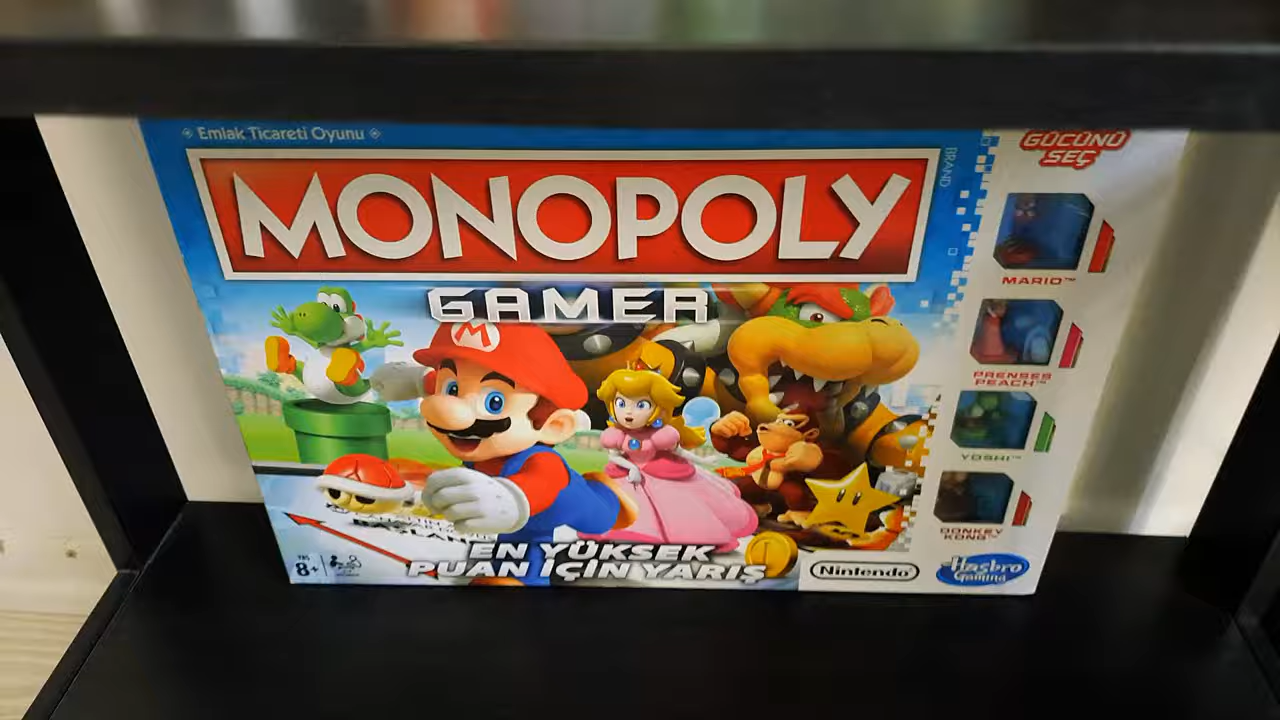 Emlak Ticareti Oyunu
MONOPOLY
BRAND
GAMER
GÜCÜNÜ
SEÇ
MARIO™
PRENSES
PEACH™
YOSHI™
DONKEY
KONG™
M
EN YÜKSEK
PUAN İÇİN YARIŞ
8+
Nintendo
Hasbro
Gaming